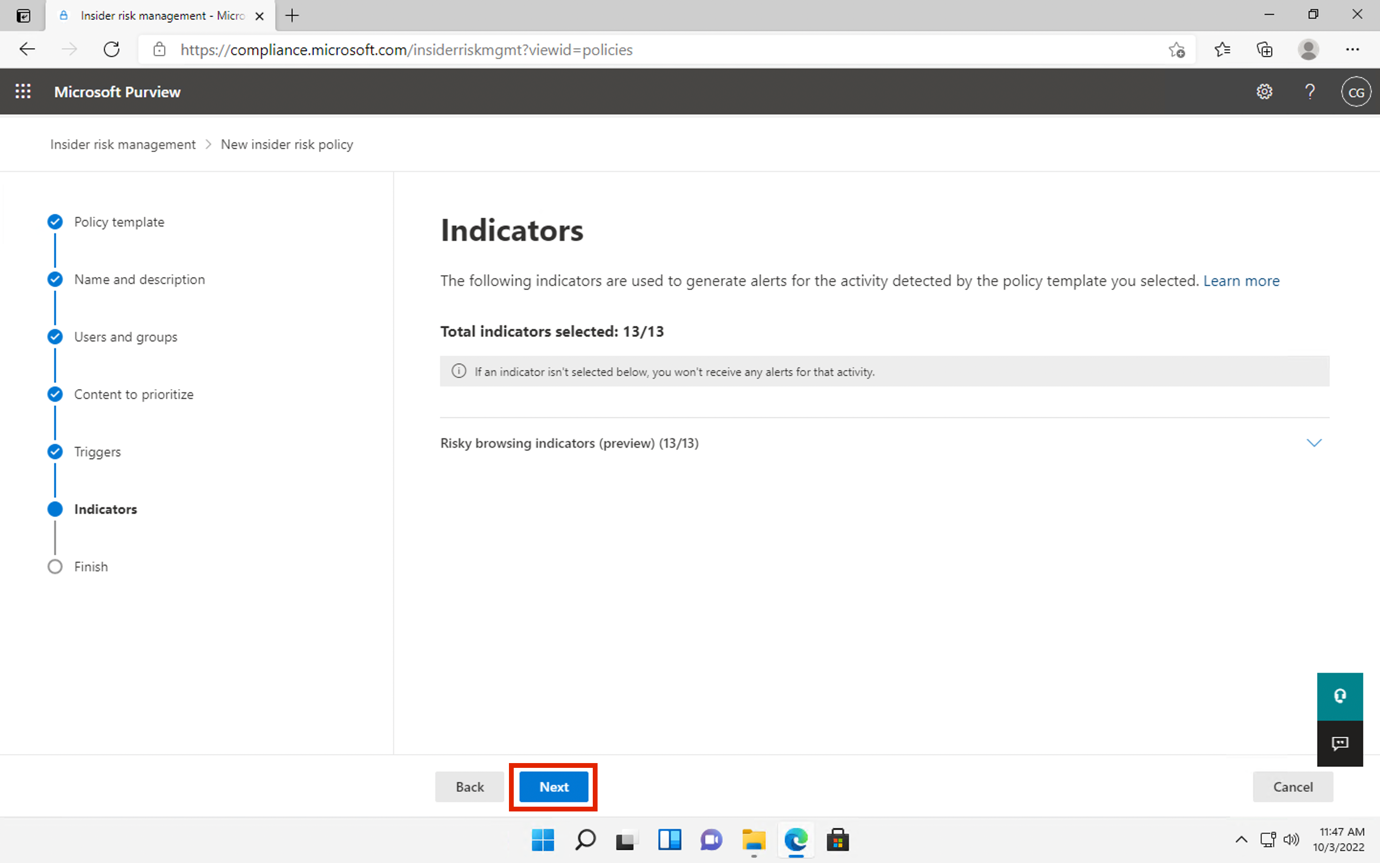 Insider risk management - Micro
https://compliance.microsoft.com/insiderriskmgmt?viewid=policies
Microsoft Purview
?
CG
Insider risk management > New insider risk policy
Policy template
Name and description
Users and groups
Content to prioritize
Triggers
Indicators
Finish
Indicators
The following indicators are used to generate alerts for the activity detected by the policy template you selected. Learn more
Total indicators selected: 13/13
If an indicator isn't selected below, you won't receive any alerts for that activity.
Risky browsing indicators (preview) (13/13)
Back
Next
Cancel
11:47 AM
10/3/2022